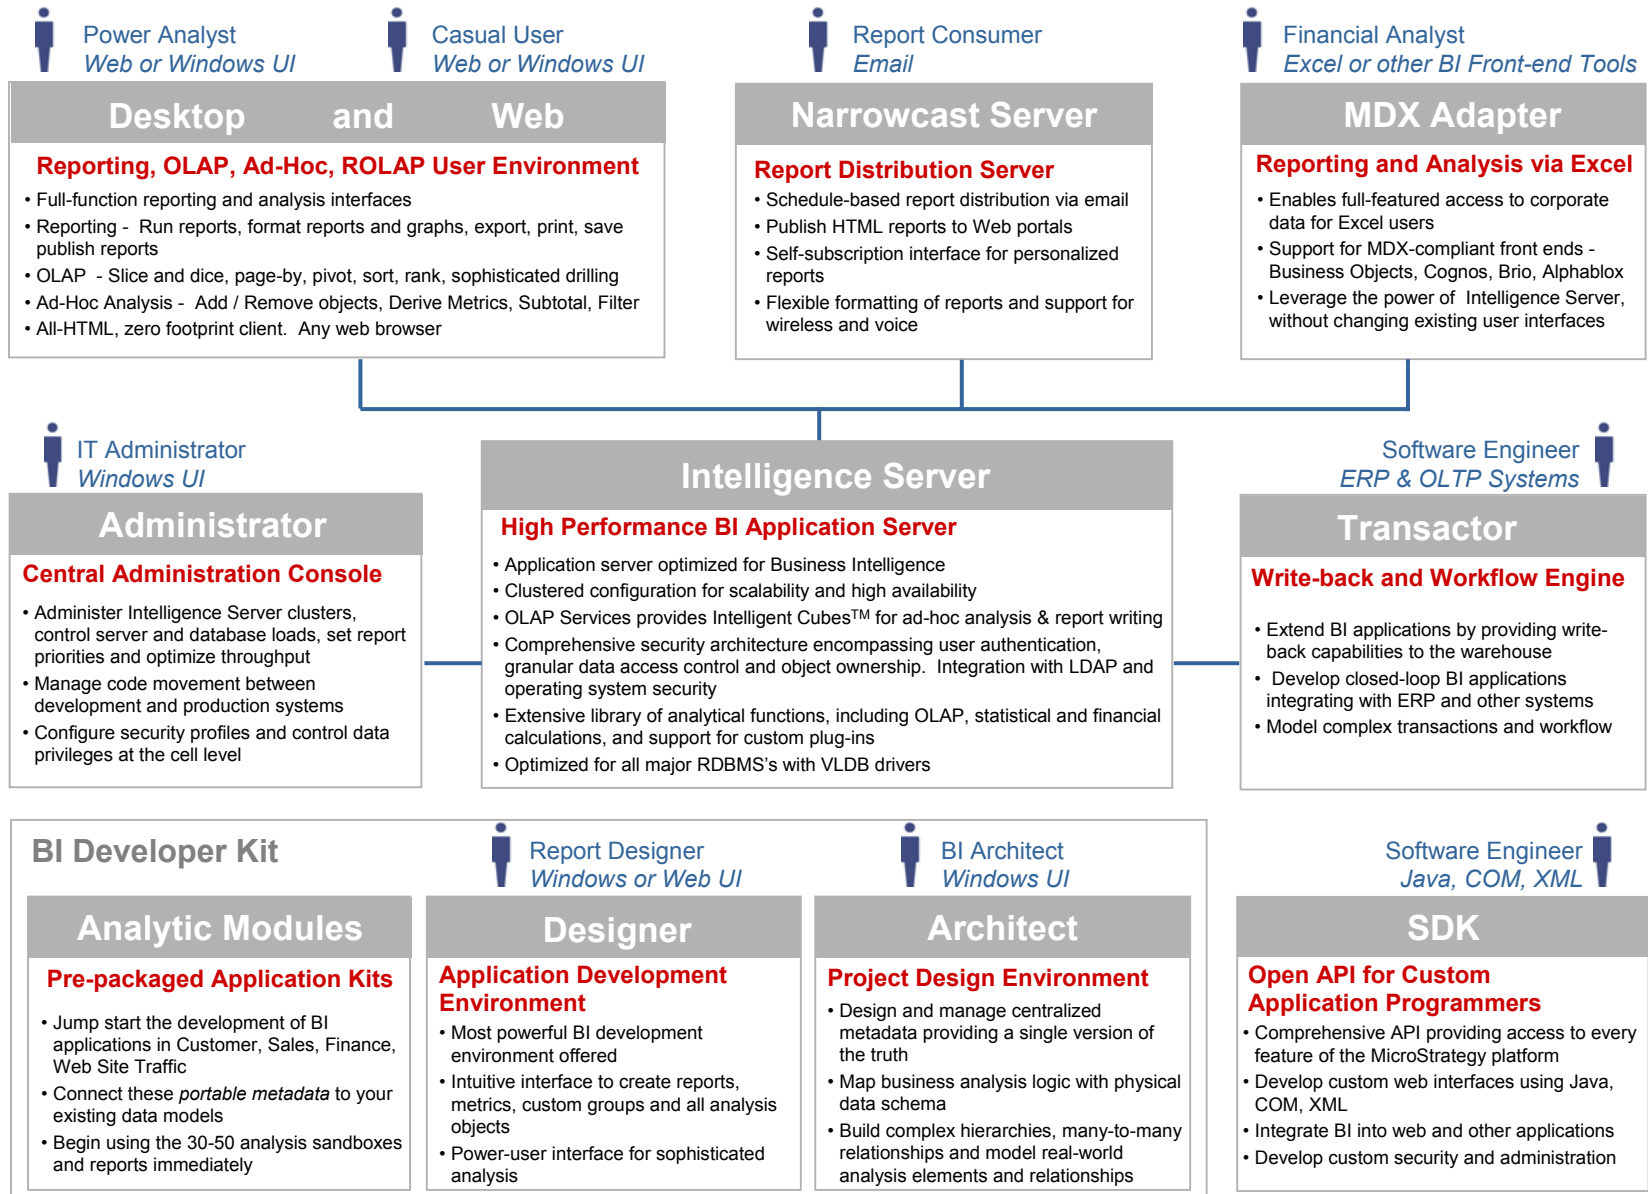 Power Analyst
Web or Windows UI
Casual User
Web or Windows UI
Report Consumer
Email
Financial Analyst
Excel or other BI Front-end Tools
Desktop and Web
Reporting, OLAP, Ad-Hoc, ROLAP User Environment
• Full-function reporting and analysis interfaces
• Reporting - Run reports, format reports and graphs, export, print, save
publish reports
• OLAP - Slice and dice, page-by, pivot, sort, rank, sophisticated drilling
• Ad-Hoc Analysis - Add / Remove objects, Derive Metrics, Subtotal, Filter
• All-HTML, zero footprint client. Any web browser
Narrowcast Server
Report Distribution Server
• Schedule-based report distribution via email
• Publish HTML reports to Web portals
• Self-subscription interface for personalized
reports
• Flexible formatting of reports and support for
wireless and voice
MDX Adapter
Reporting and Analysis via Excel
• Enables full-featured access to corporate
data for Excel users
• Support for MDX-compliant front ends -
Business Objects, Cognos, Brio, Alphablox
• Leverage the power of Intelligence Server,
without changing existing user interfaces
IT Administrator
Windows UI
Administrator
Central Administration Console
• Administer Intelligence Server clusters,
control server and database loads, set report
priorities and optimize throughput
• Manage code movement between
development and production systems
• Configure security profiles and control data
privileges at the cell level
Intelligence Server
High Performance BI Application Server
• Application server optimized for Business Intelligence
• Clustered configuration for scalability and high availability
• OLAP Services provides Intelligent Cubes™ for ad-hoc analysis & report writing
• Comprehensive security architecture encompassing user authentication,
granular data access control and object ownership. Integration with LDAP and
operating system security
• Extensive library of analytical functions, including OLAP, statistical and financial
calculations, and support for custom plug-ins
• Optimized for all major RDBMS's with VLDB drivers
Software Engineer
ERP & OLTP Systems
Transactor
Write-back and Workflow Engine
• Extend BI applications by providing write-
back capabilities to the warehouse
• Develop closed-loop BI applications
integrating with ERP and other systems
• Model complex transactions and workflow
BI Developer Kit
Analytic Modules
Pre-packaged Application Kits
• Jump start the development of BI
applications in Customer, Sales, Finance,
Web Site Traffic
• Connect these portable metadata to your
existing data models
• Begin using the 30-50 analysis sandboxes
and reports immediately
Report Designer
Windows or Web UI
Designer
Application Development
Environment
• Most powerful BI development
environment offered
• Intuitive interface to create reports,
metrics, custom groups and all analysis
objects
• Power-user interface for sophisticated
analysis
BI Architect
Windows UI
Architect
Project Design Environment
• Design and manage centralized
metadata providing a single version of
the truth
• Map business analysis logic with physical
data schema
• Build complex hierarchies, many-to-many
relationships and model real-world
analysis elements and relationships
Software Engineer
Java, COM, XML
SDK
Open API for Custom
Application Programmers
• Comprehensive API providing access to every
feature of the MicroStrategy platform
• Develop custom web interfaces using Java,
COM, XML
• Integrate BI into web and other applications
• Develop custom security and administration